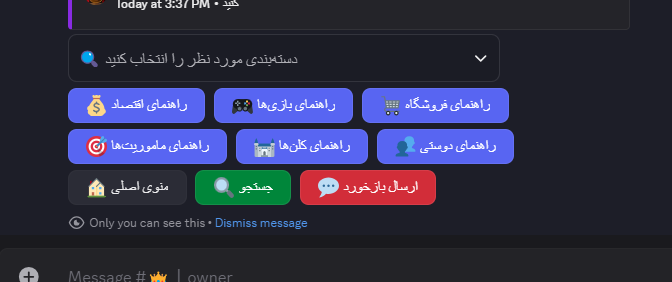 Today at 3:37 PM • کنید
دسته‌بندی مورد نظر را انتخاب کنید
راهنمای اقتصاد
راهنمای بازی‌ها
راهنمای فروشگاه
راهنمای ماموریت‌ها
راهنمای کلن‌ها
راهنمای دوستی
منوی اصلی
جستجو
ارسال بازخورد
Only you can see this • Dismiss message
Message #👑 | owner